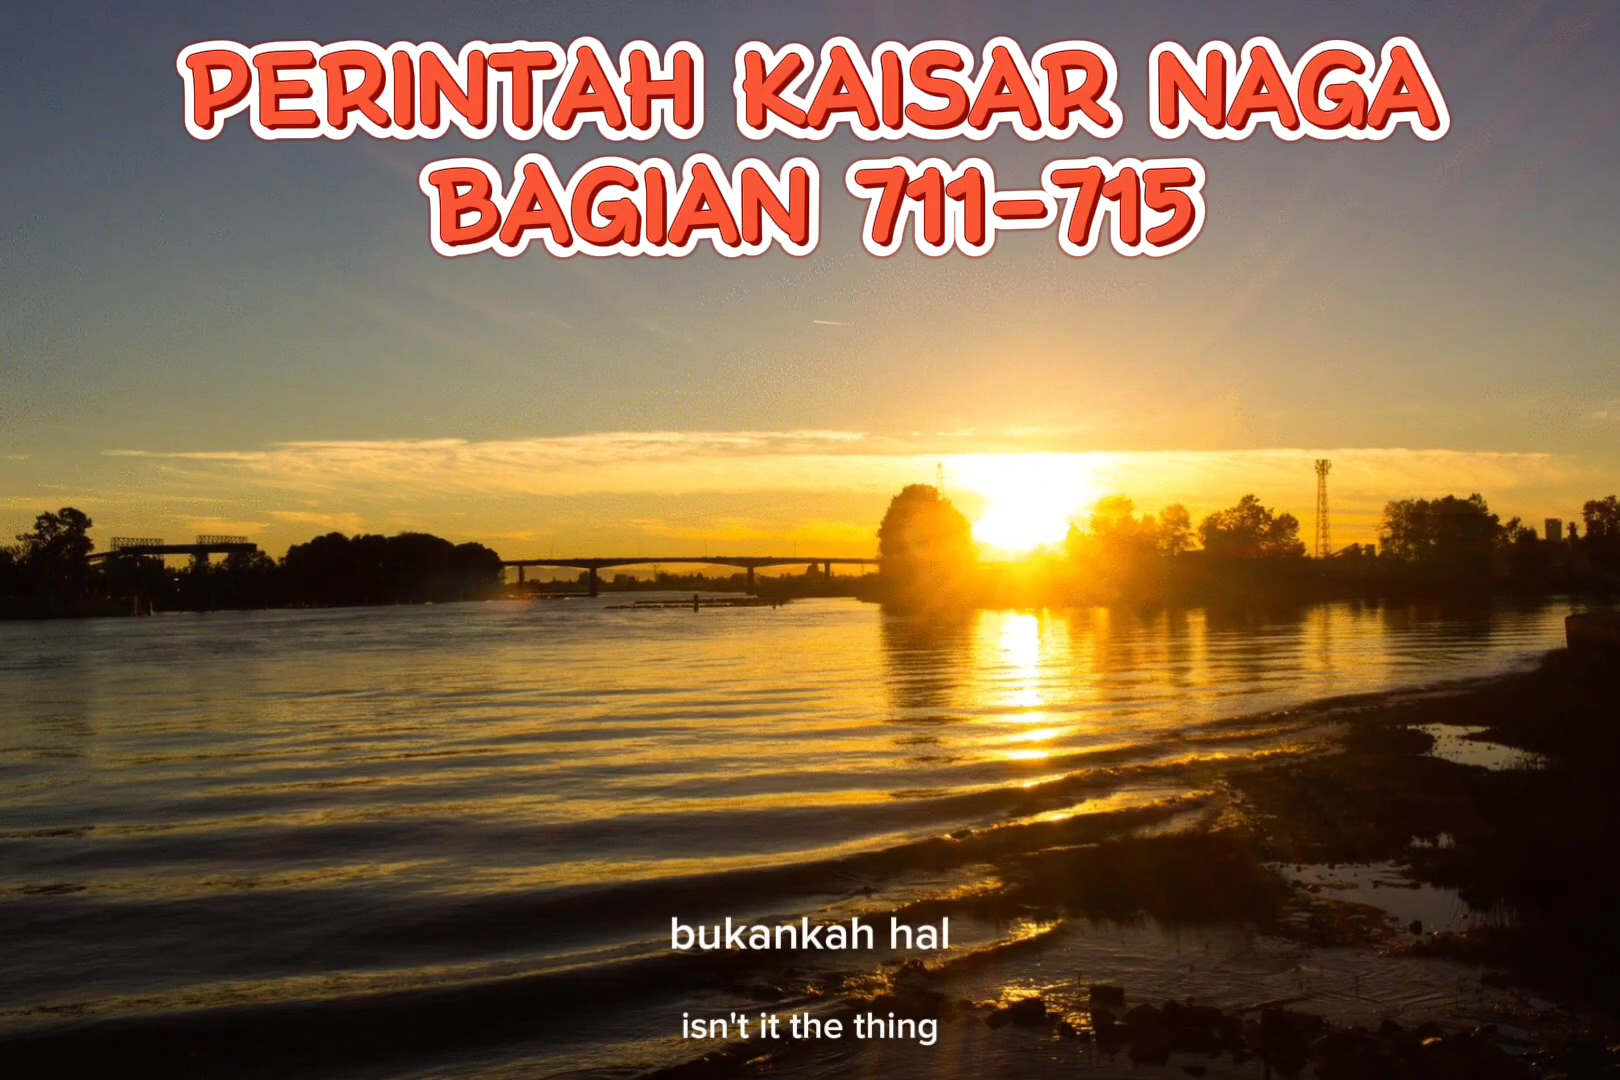 PERINTAH KAISAR NAGA
BAGIAN 711-715
bukankah hal
isn't it the thing